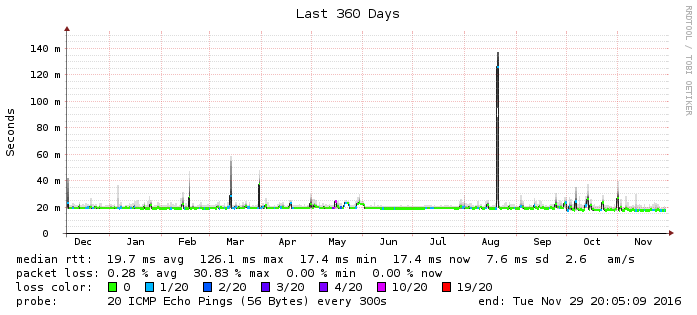 Last 360 Days
RRDTOOL / TOBI OETIKER
Seconds
140 m
120 m
100 m
80 m
60 m
40 m
20 m
0
Dec Jan Feb Mar Apr May Jun Jul Aug Sep Oct Nov
median rtt: 19.7 ms avg 126.1 ms max 17.4 ms min 17.4 ms now 7.6 ms sd 2.6 am/s
packet loss: 0.28 % avg 30.83 % max 0.00 % min 0.00 % now
loss color: 0 1/20 2/20 3/20 4/20 10/20 19/20
probe: 20 ICMP Echo Pings (56 Bytes) every 300s end: Tue Nov 29 20:05:09 2016